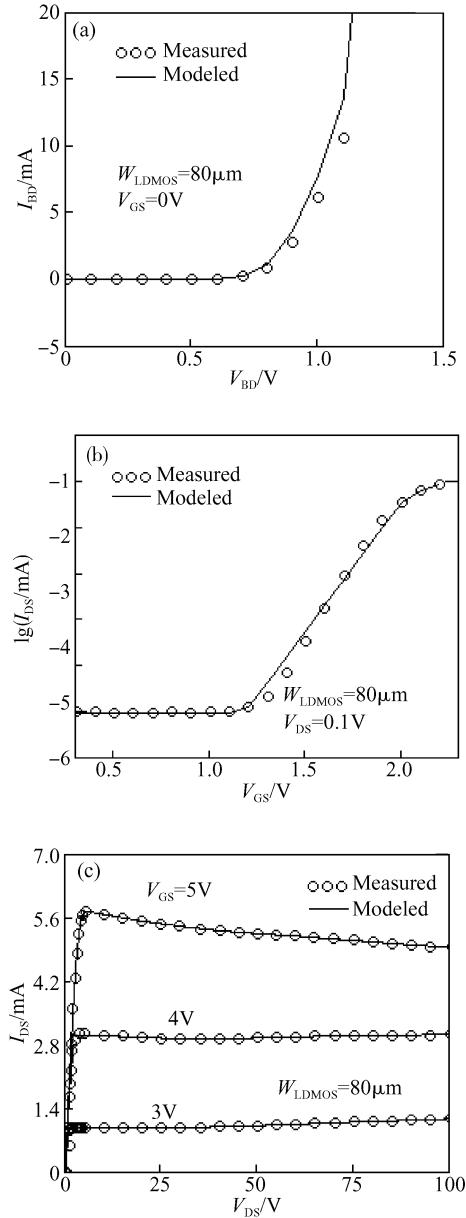 (a)
20
Measured
Modeled
15
I_BD/mA
10
W_LDMOS=80μm
V_GS=0V
5
0
−5
0
0.5
1.0
1.5
V_BD/V
(b)
-1
Measured
Modeled
-2
lg(I_DS/mA)
-3
-4
-5
W_LDMOS=80μm
V_DS=0.1V
−6
0.5
1.0
1.5
2.0
V_GS/V
7.0
(c)
V_GS=5V
Measured
Modeled
5.6
I_DS/mA
4.2
4V
2.8
W_LDMOS=80μm
1.4
3V
0
0
25
50
75
100
V_DS/V